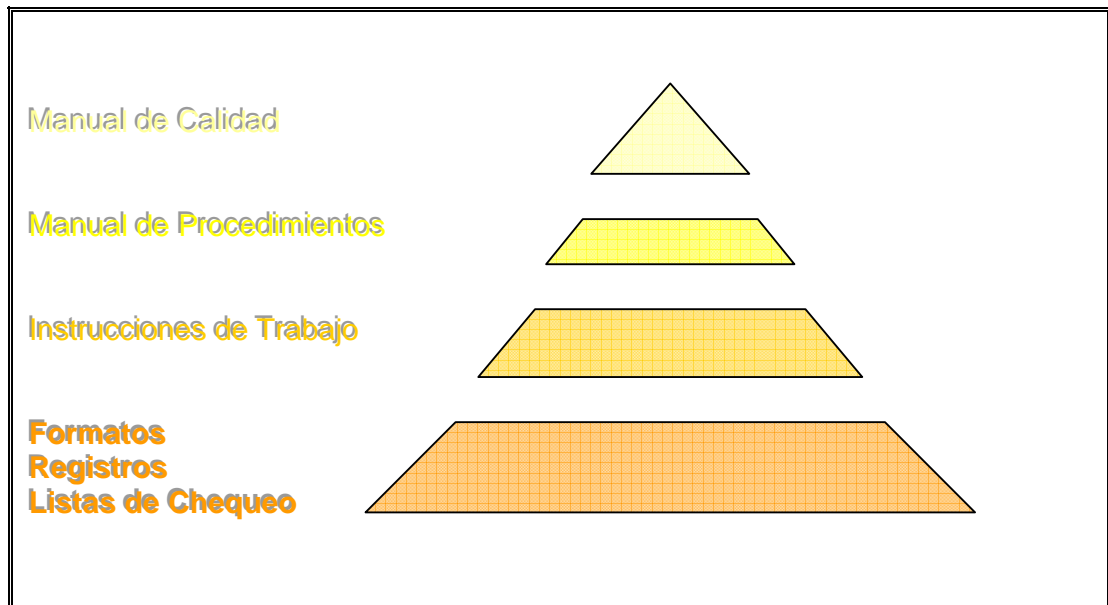 Manual de Calidad
Manual de Procedimientos
Instrucciones de Trabajo
Formatos
Registros
Listas de Chequeo